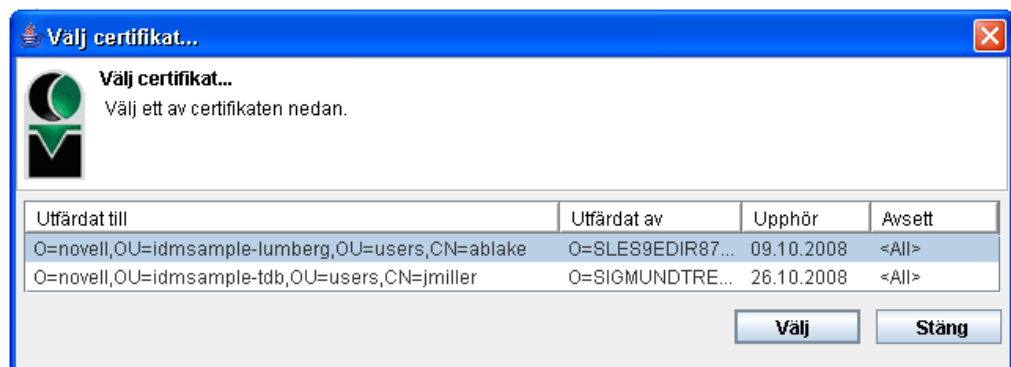 Välj certifikat...
Välj certifikat...
Välj ett av certifikaten nedan.
Utfärdat till Utfärdat av Upphör Avsett
O=novell,OU=idmsample-lumberg,OU=users,CN=ablake O=SLES9EDIR87... 09.10.2008 <All>
O=novell,OU=idmsample-tdb,OU=users,CN=jmiller O=SIGMUNDTRE... 26.10.2008 <All>
Välj Stäng